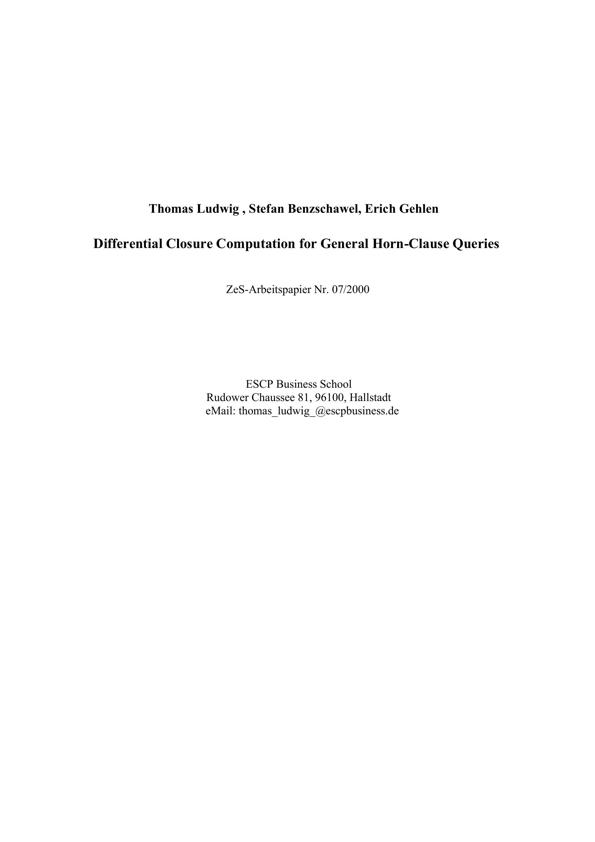 Thomas Ludwig , Stefan Benzschawel, Erich Gehlen
Differential Closure Computation for General Horn-Clause Queries
ZeS-Arbeitspapier Nr. 07/2000
ESCP Business School
Rudower Chaussee 81, 96100, Hallstadt
eMail: thomas_ludwig_@escpbusiness.de